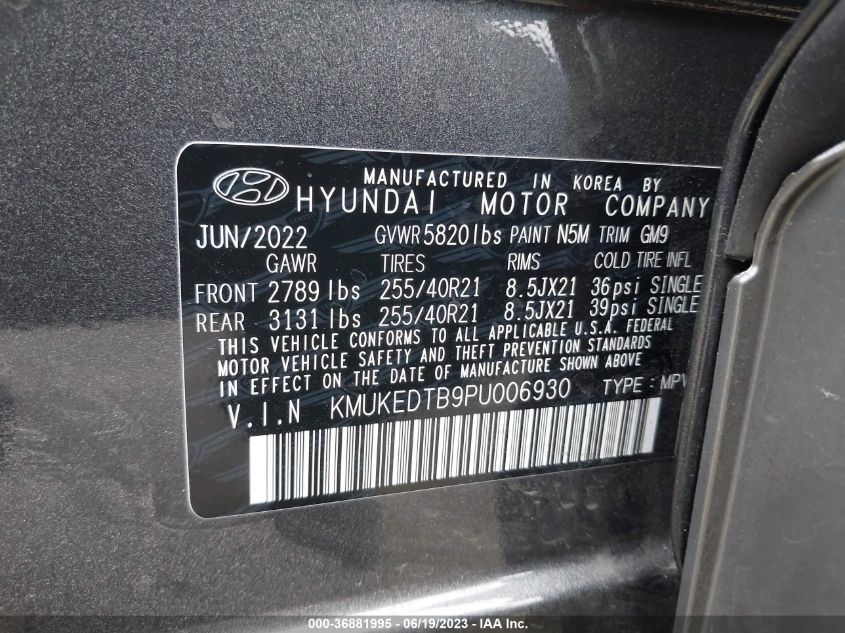 MANUFACTURED IN KOREA BY
HYUNDAI MOTOR COMPANY
JUN/2022 GVWR 5820lbs PAINT N5M TRIM GM9
GAWR TIRES RIMS COLD TIRE INFL
FRONT 2789 lbs 255/40R21 8.5JX21 36psi SINGLE
REAR 3131 lbs 255/40R21 8.5JX21 39psi SINGLE
THIS VEHICLE CONFORMS TO ALL APPLICABLE U.S.A. FEDERAL
MOTOR VEHICLE SAFETY AND THEFT PREVENTION STANDARDS
IN EFFECT ON THE DATE OF MANUFACTURE SHOWN ABOVE
V.I.N KMUKEDTB9PU006930 TYPE : MPV
000-36881995 - 06/19/2023 - IAA Inc.